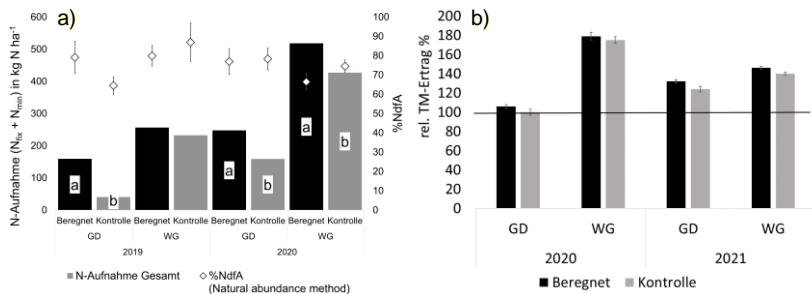 a)
N-Aufnahme (Nfix + Nmin) in kg N ha-1
600
500
400
300
200
100
0
100
90
80
70
60
50
40
30
20
10
0
%NdfA
a
b
a
b
a
b
Beregnet Kontrolle Beregnet Kontrolle Beregnet Kontrolle Beregnet Kontrolle
GD WG GD WG
2019 2020
N-Aufnahme Gesamt
%NdfA
(Natural abundance method)
b)
rel. TM-Ertrag %
200
180
160
140
120
100
80
60
40
20
0
GD WG GD WG
2020 2021
Beregnet Kontrolle